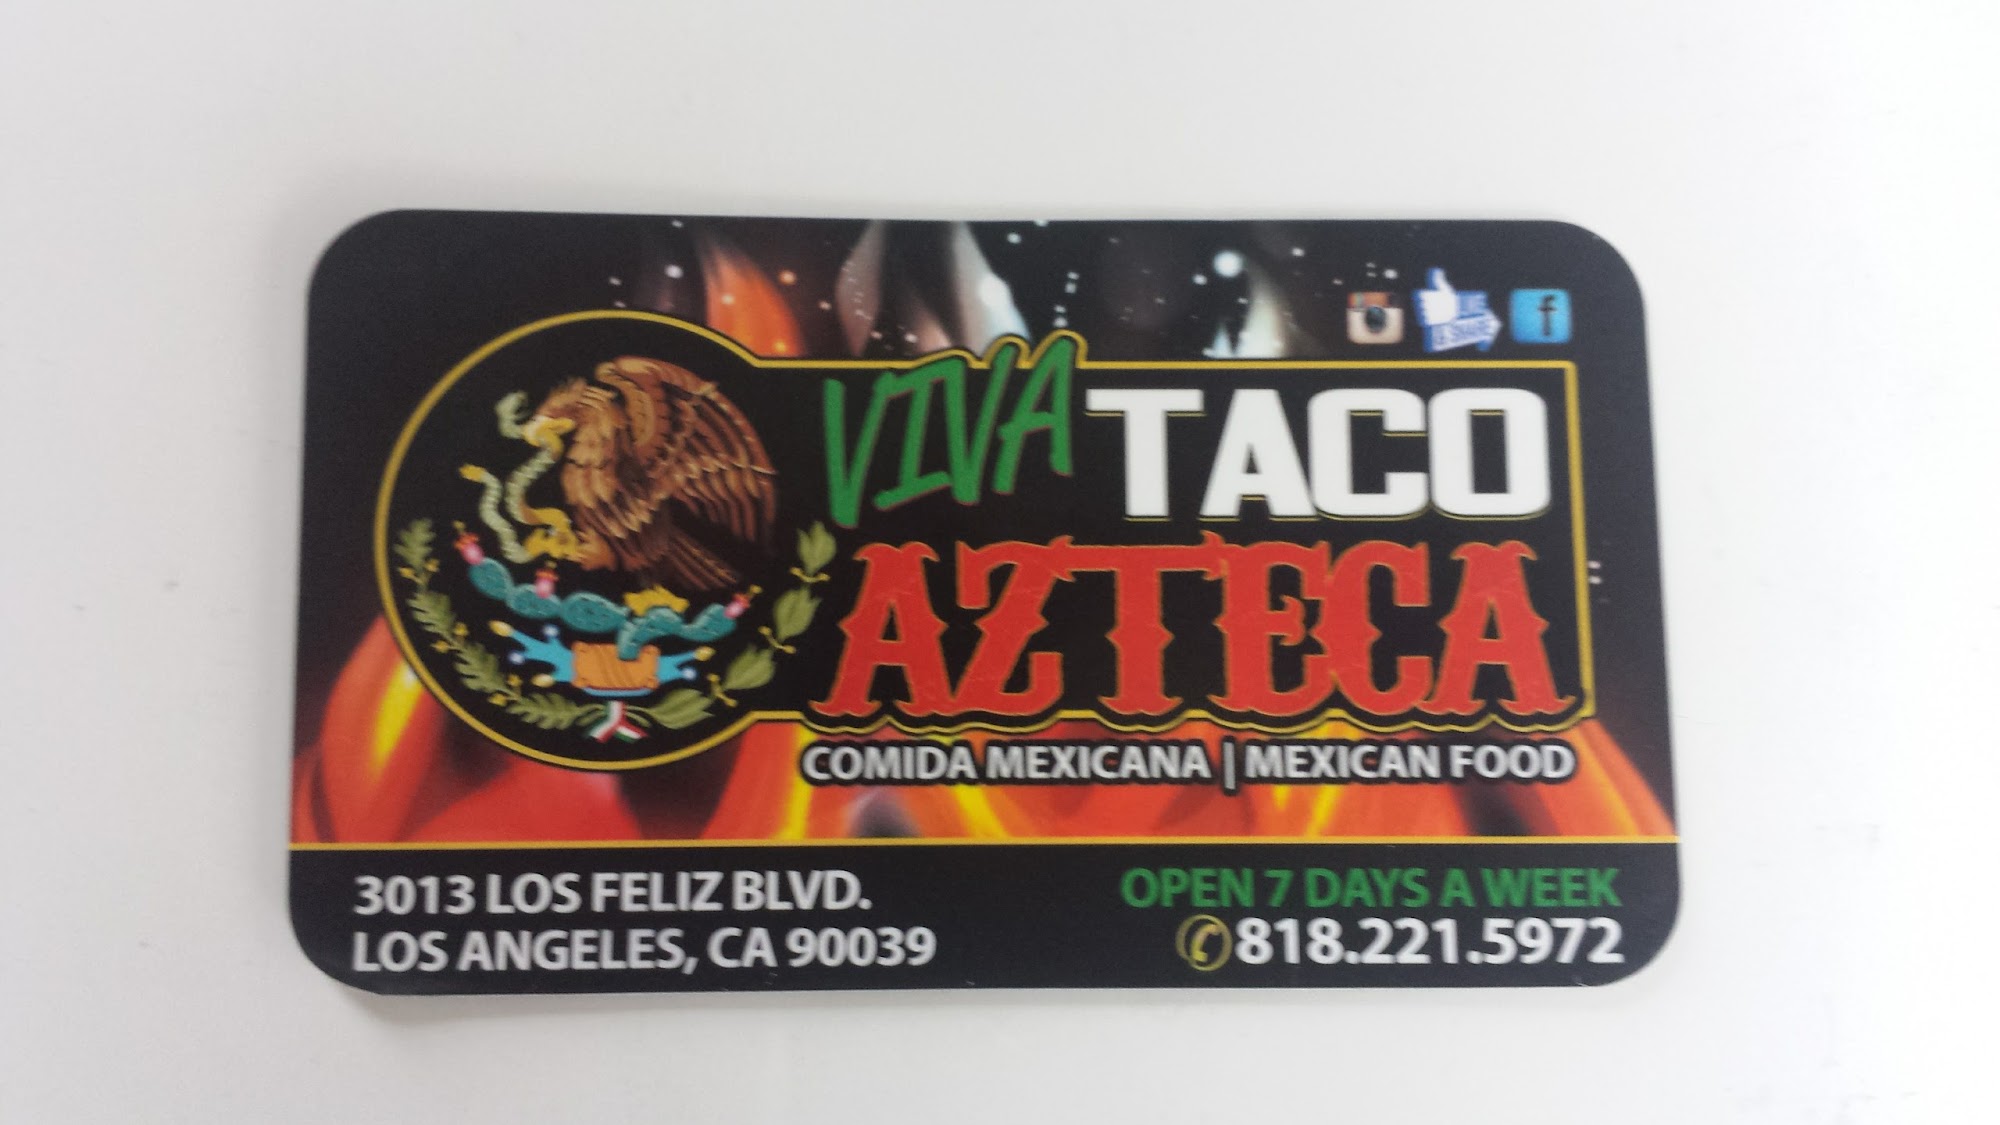 VIVA TACO
AZTECA
COMIDA MEXICANA | MEXICAN FOOD
3013 LOS FELIZ BLVD.
LOS ANGELES, CA 90039
OPEN 7 DAYS A WEEK
818.221.5972